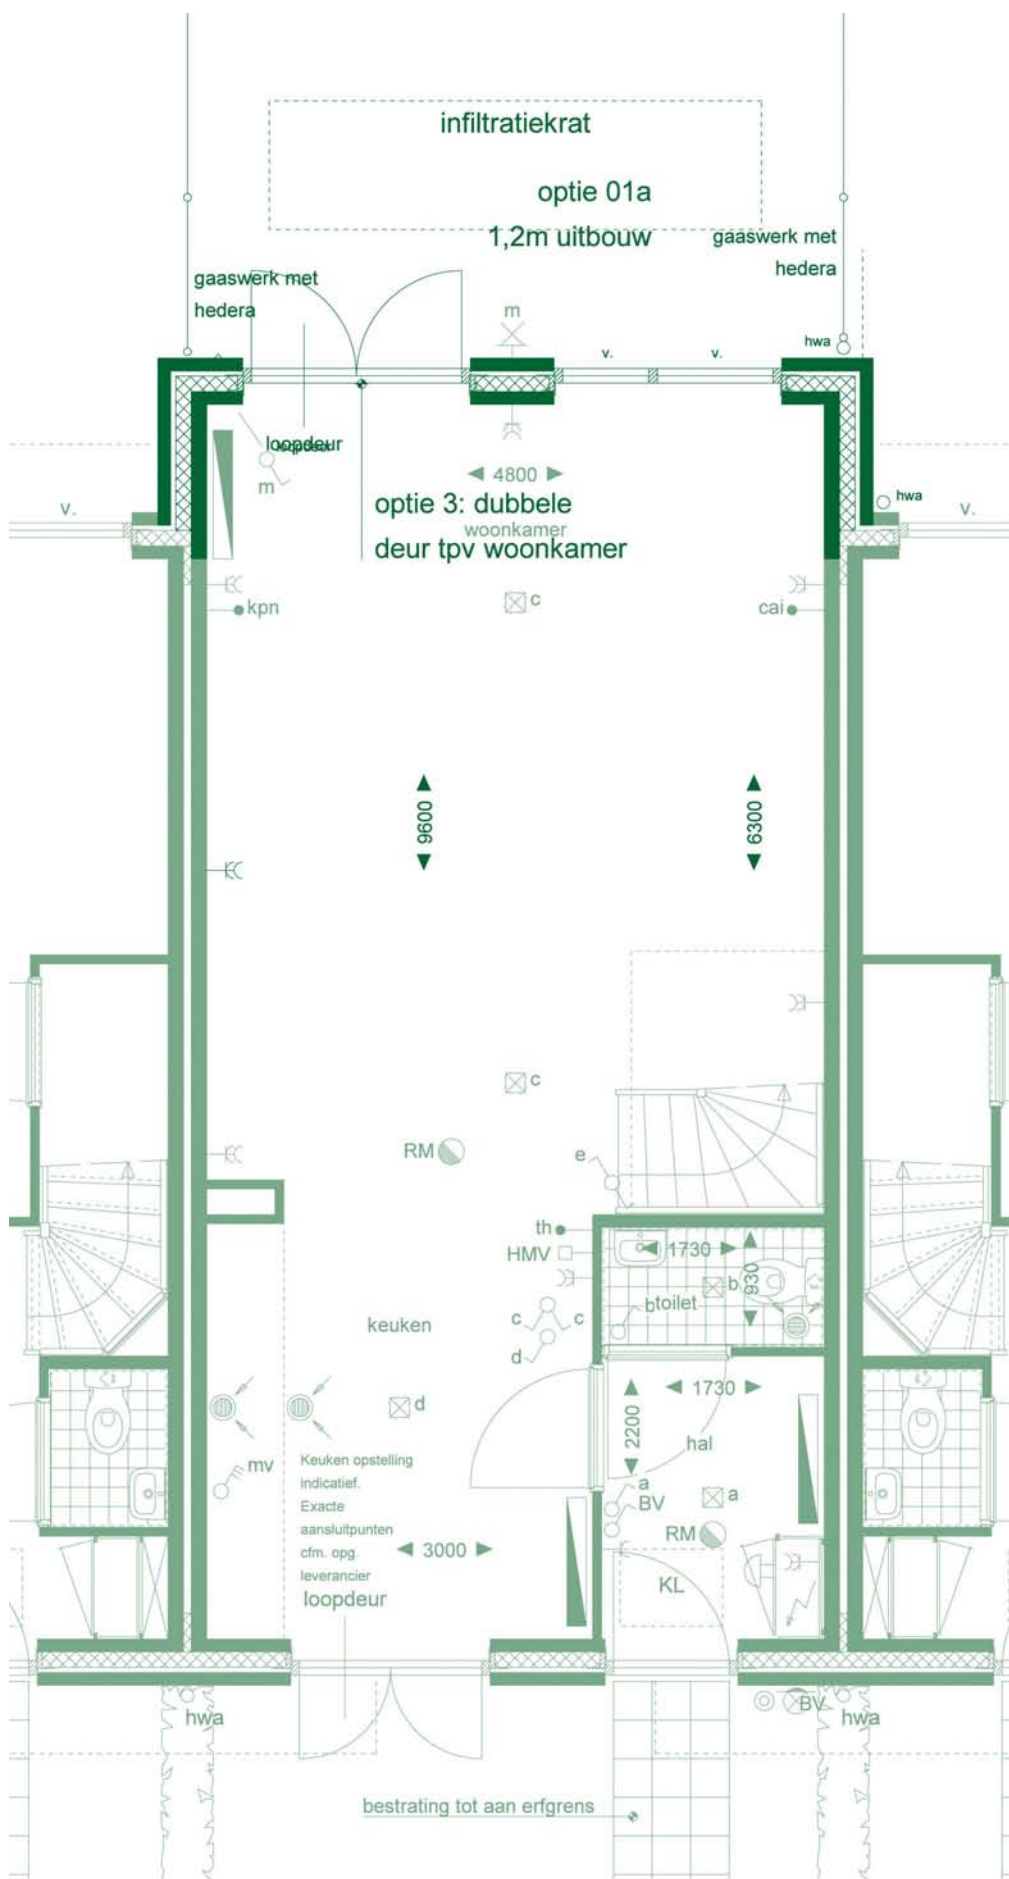 infiltratiekrat
optie 01a
1,2m uitbouw
gaaswerk met
hedera
gaaswerk met
hedera
m
hwa
v.
v.
loopdeur
loopdeur
m
4800
optie 3: dubbele
woonkamer
deur tpv woonkamer
hwa
v.
v.
c
kpn
cai
9600
6300
c
RM
e
th
HMV
1730
930
b
b
toilet
keuken
c
c
d
d
1730
2200
hal
mv
Keuken opstelling
indicatief.
Exacte
aansluitpunten
cfm. opg.
leverancier
a
BV
a
RM
3000
KL
loopdeur
hwa
BV
hwa
bestrating tot aan erfgrens